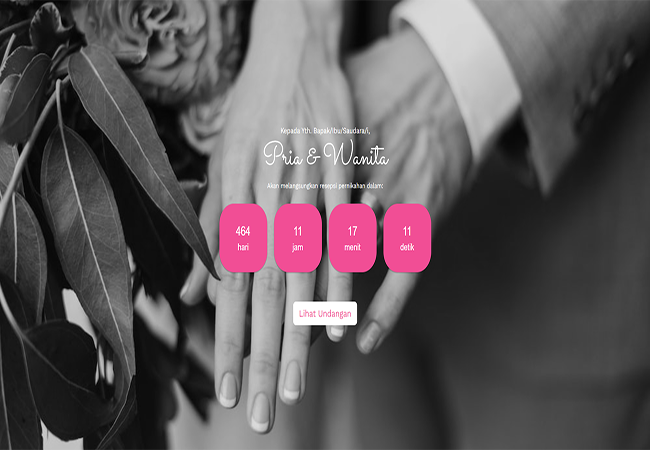 Kepada Yth. Bapak/Ibu/Saudara/i,
Pria & Wanita
Akan melangsungkan resepsi pernikahan dalam:
464 11 17 11
hari jam menit detik
Lihat Undangan